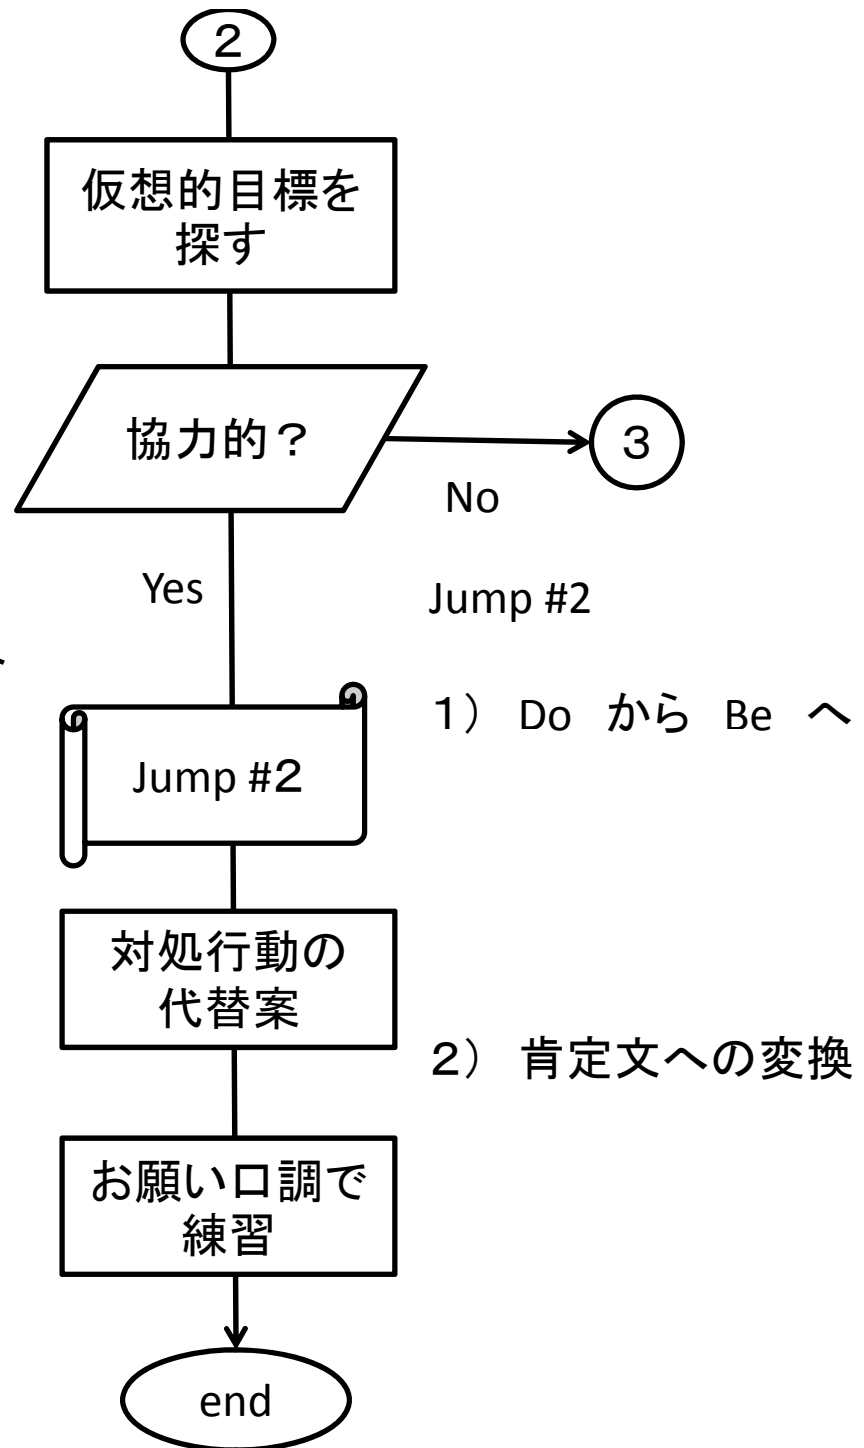 ２
仮想的目標を
探す
協力的？
３
No
Yes
Jump #2
１） Do から Be へ
Jump #２
対処行動の
代替案
２） 肯定文への変換
お願い口調で
練習
end